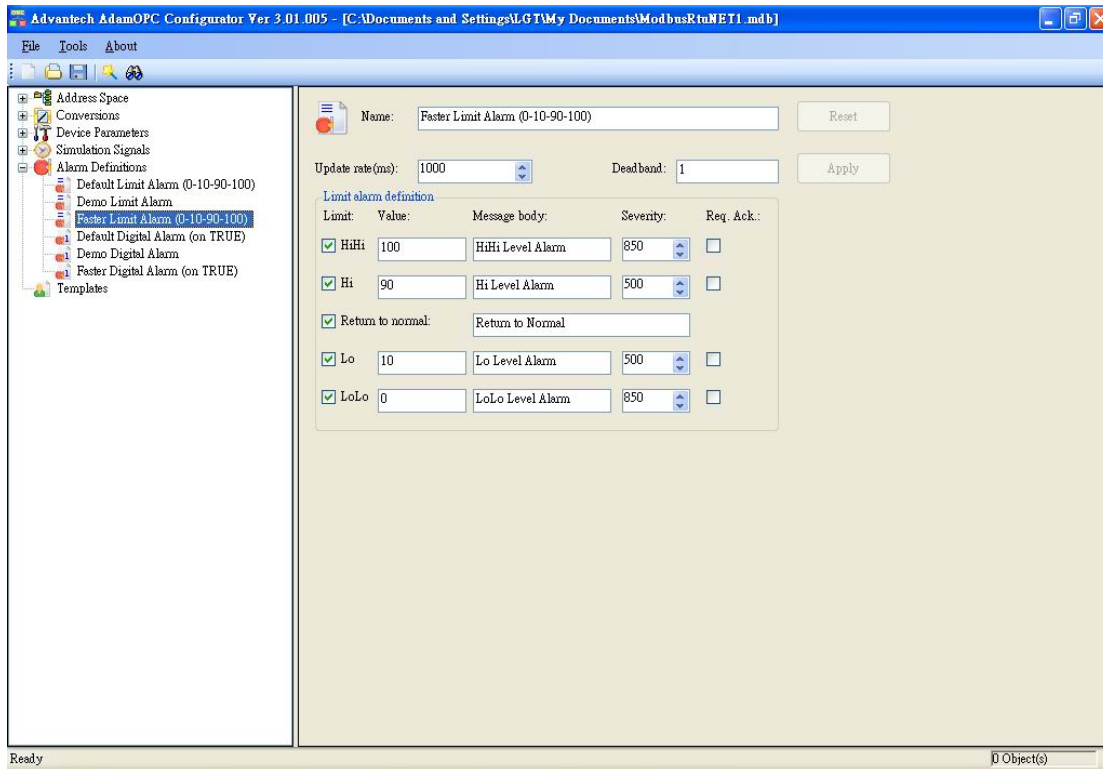 Advantech AdamOPC Configurator Ver 3.01.005 - [C:\Documents and Settings\LGT\My Documents\ModbusRtuNET1.mdb]
File Tools About
Address Space
Conversions
Device Parameters
Simulation Signals
Alarm Definitions
Default Limit Alarm (0-10-90-100)
Demo Limit Alarm
Faster Limit Alarm (0-10-90-100)
Default Digital Alarm (on TRUE)
Demo Digital Alarm
Faster Digital Alarm (on TRUE)
Templates
Name: Faster Limit Alarm (0-10-90-100) Reset
Update rate(ms): 1000 Deadband: 1 Apply
Limit alarm definition
Limit: Value: Message body: Severity: Req. Ack.:
HiHi 100 HiHi Level Alarm 850
Hi 90 Hi Level Alarm 500
Return to normal: Return to Normal
Lo 10 Lo Level Alarm 500
LoLo 0 LoLo Level Alarm 850
Ready 0 Object(s)